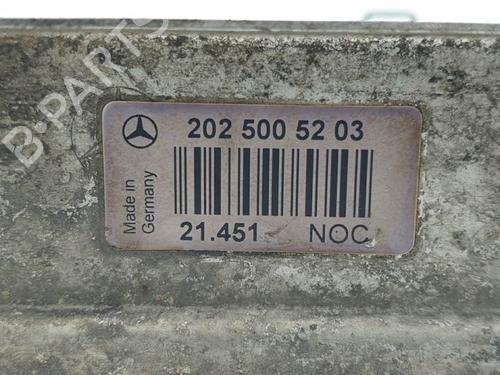 202 500 52 03
Made in
Germany
21.451 NOC
B-Parts